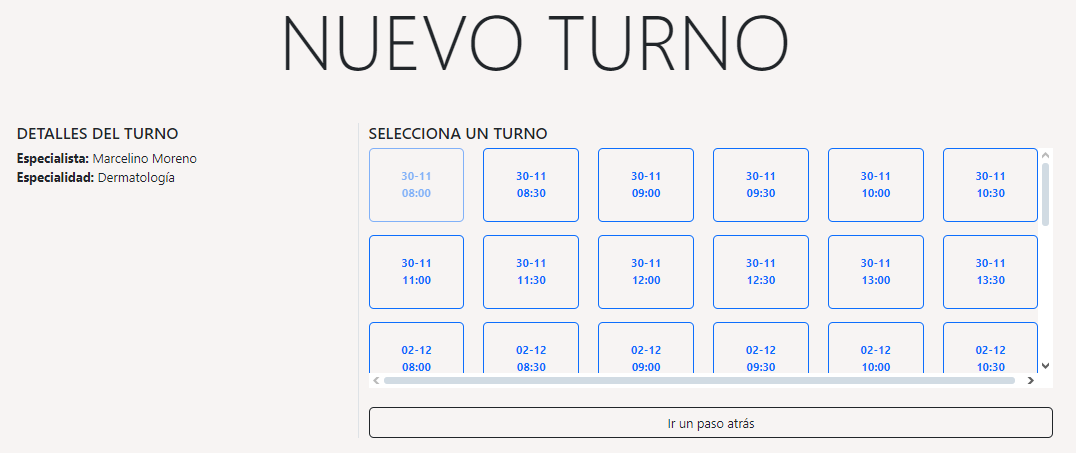 NUEVO TURNO
DETALLES DEL TURNO
Especialista: Marcelino Moreno
Especialidad: Dermatología
SELECCIONA UN TURNO
30-11 30-11 30-11 30-11 30-11 30-11
08:00 08:30 09:00 09:30 10:00 10:30
30-11 30-11 30-11 30-11 30-11 30-11
11:00 11:30 12:00 12:30 13:00 13:30
02-12 02-12 02-12 02-12 02-12 02-12
08:00 08:30 09:00 09:30 10:00 10:30
Ir un paso atrás